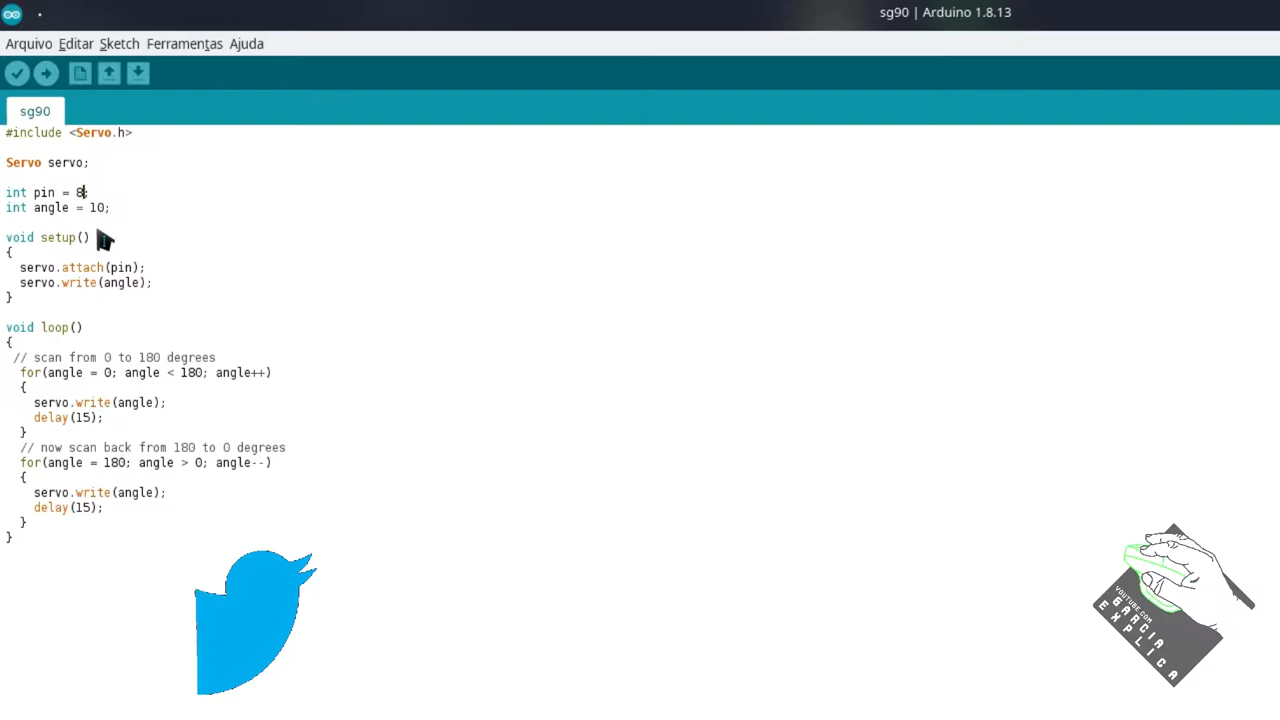 sg90 | Arduino 1.8.13
Arquivo Editar Sketch Ferramentas Ajuda
sg90
#include <Servo.h>
Servo servo;
int pin = 8;
int angle = 10;
void setup()
{
servo.attach(pin);
servo.write(angle);
}
void loop()
{
// scan from 0 to 180 degrees
for(angle = 0; angle < 180; angle++)
{
servo.write(angle);
delay(15);
}
// now scan back from 180 to 0 degrees
for(angle = 180; angle > 0; angle--)
{
servo.write(angle);
delay(15);
}
}
YOUTUBE.COM
GARCIA
EXPLICA